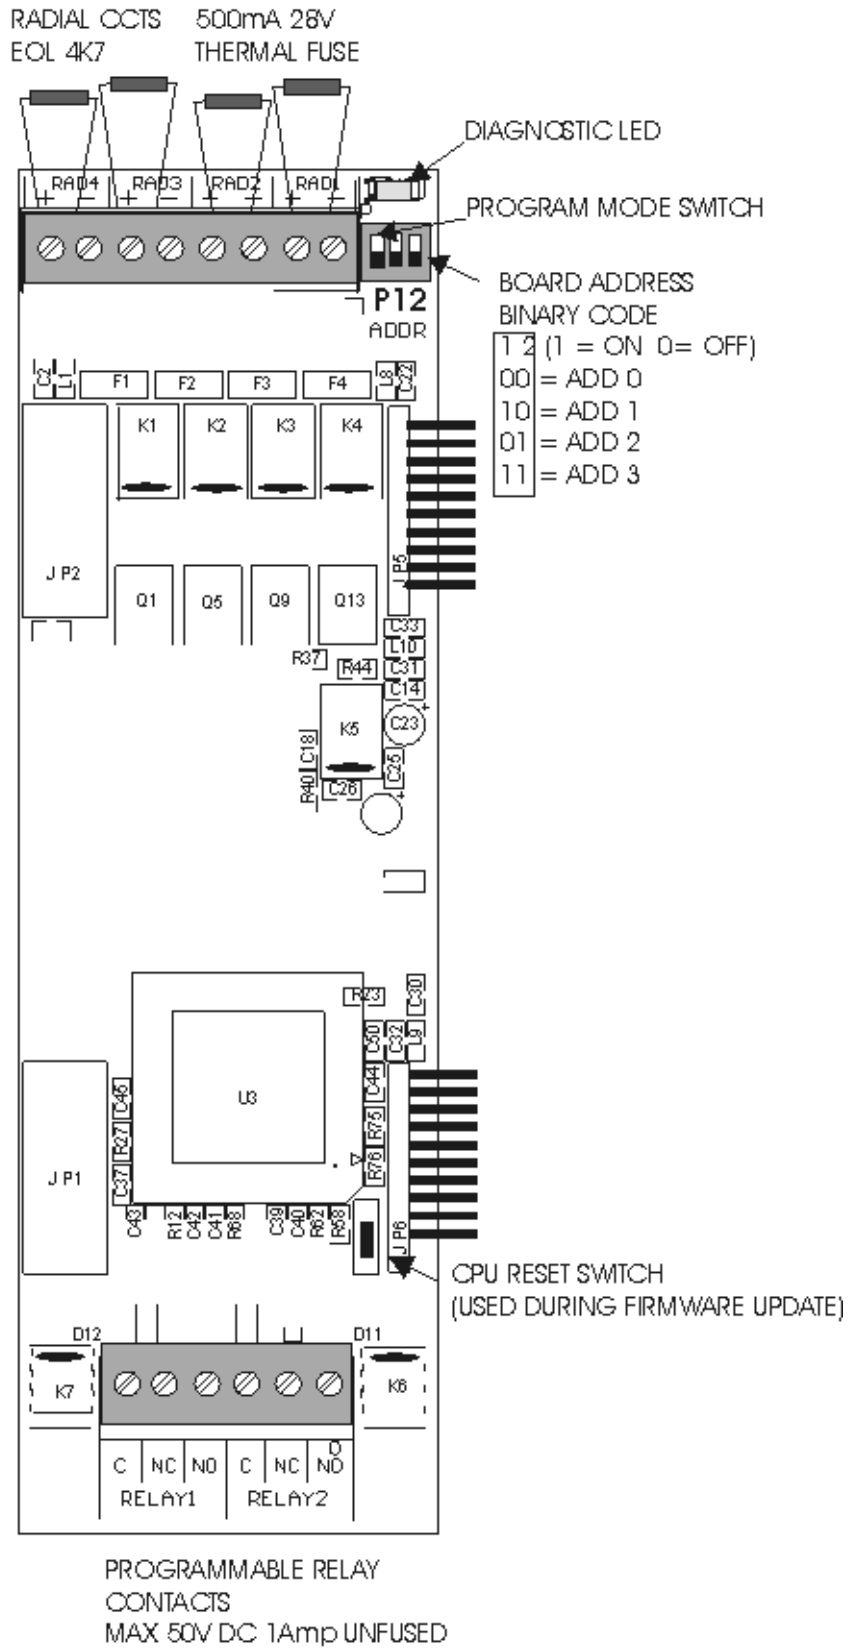 RADIAL CCTS 500mA 28V
EOL 4K7 THERMAL FUSE
DIAGNOSTIC LED
RAD4 RAD3 RAD2 RAD1
+ - + - + - + -
PROGRAM MODE SWITCH
BOARD ADDRESS
BINARY CODE
P12
ADDR
1 2 (1 = ON 0= OFF)
00 = ADD 0
10 = ADD 1
01 = ADD 2
11 = ADD 3
C2 L1 F1 F2 F3 F4 L8 C22
K1 K2 K3 K4
JP2 JP5
Q1 Q5 Q9 Q13
C33
L10
R37 R44 C31
C14
K5 C23 +
C18
R40 C26 C25
+
R23 C30
C50 C32 L9
C45 U3 C44
R27 R75
JP1 C37 R76
C43 R12 C42 C41 R68 C39 C40 R62 R58 JP6
CPU RESET SWITCH
(USED DURING FIRMWARE UPDATE)
D12 D11
K7 K6
C NC NO C NC NO
RELAY1 RELAY2
PROGRAMMABLE RELAY
CONTACTS
MAX 50V DC 1Amp UNFUSED